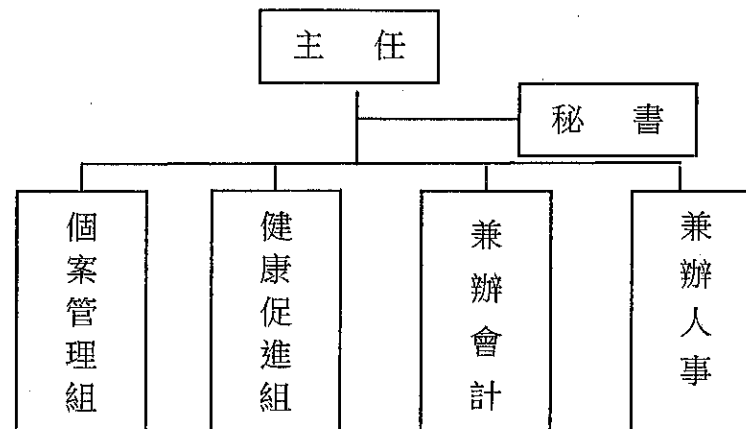 主任
秘書
個案管理組
健康促進組
兼辦會計
兼辦人事